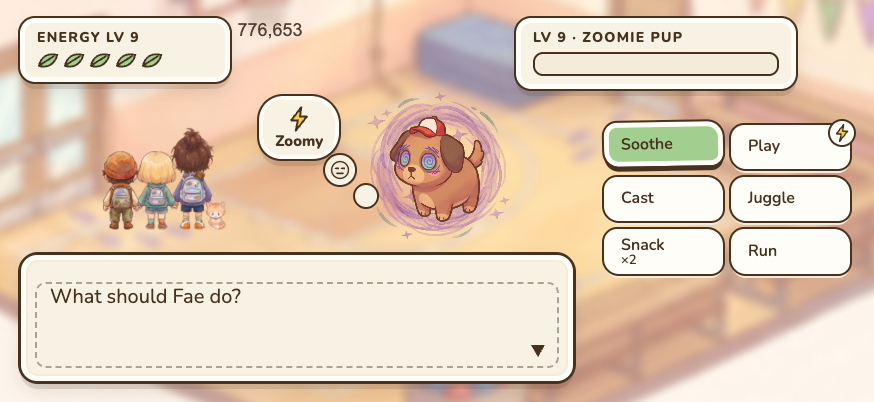 ENERGY LV 9
776,653
LV 9 · ZOOMIE PUP
Zoomy
Soothe
Play
Cast
Juggle
Snack
×2
Run
What should Fae do?